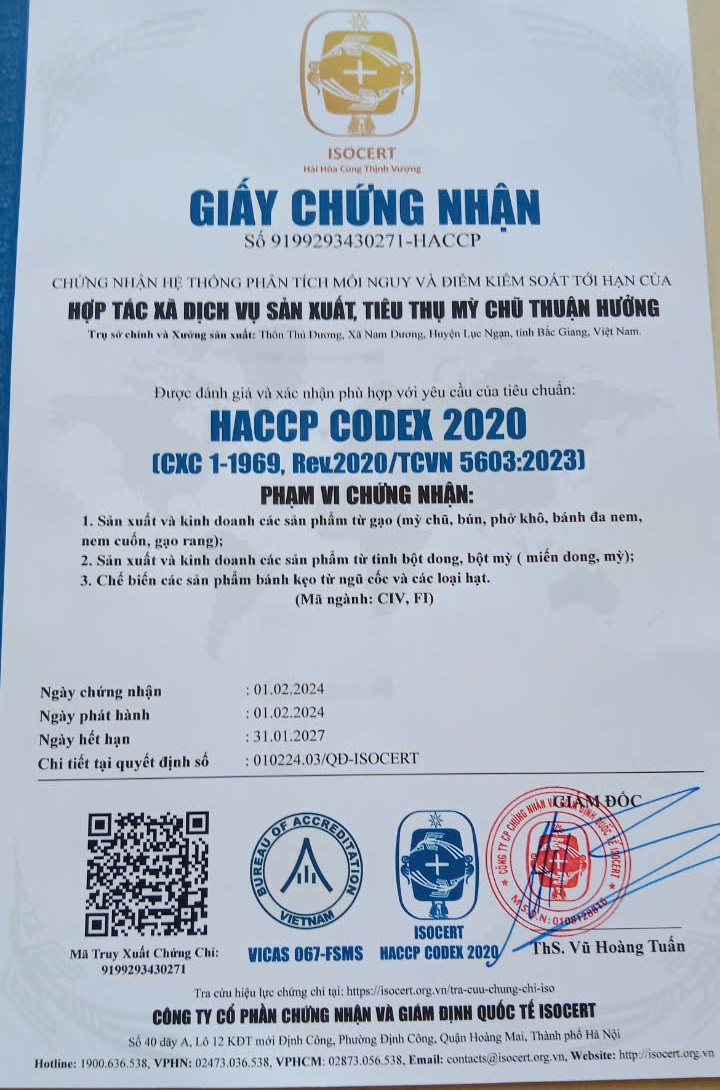 ISOCERT
Hài Hòa Cùng Thịnh Vượng
GIẤY CHỨNG NHẬN
Số 9199293430271-HACCP
CHỨNG NHẬN HỆ THỐNG PHÂN TÍCH MỐI NGUY VÀ ĐIỂM KIỂM SOÁT TỚI HẠN CỦA
HỢP TÁC XÃ DỊCH VỤ SẢN XUẤT, TIÊU THỤ MỲ CHŨ THUẬN HƯỞNG
Trụ sở chính và Xưởng sản xuất: Thôn Thủ Dương, Xã Nam Dương, Huyện Lục Ngạn, tỉnh Bắc Giang, Việt Nam.
Được đánh giá và xác nhận phù hợp với yêu cầu của tiêu chuẩn:
HACCP CODEX 2020
(CXC 1-1969, Rev.2020/TCVN 5603:2023)
PHẠM VI CHỨNG NHẬN:
1. Sản xuất và kinh doanh các sản phẩm từ gạo (mỳ chũ, bún, phở khô, bánh đa nem,
nem cuốn, gạo rang);
2. Sản xuất và kinh doanh các sản phẩm từ tinh bột dong, bột mỳ ( miến dong, mỳ);
3. Chế biến các sản phẩm bánh kẹo từ ngũ cốc và các loại hạt.
(Mã ngành: CIV, FI)
Ngày chứng nhận : 01.02.2024
Ngày phát hành : 01.02.2024
Ngày hết hạn : 31.01.2027
Chi tiết tại quyết định số : 010224.03/QĐ-ISOCERT
GIÁM ĐỐC
CÔNG TY CP CHỨNG NHẬN VÀ GIÁM ĐỊNH QUỐC TẾ ISOCERT
M.S.D.N: 0108128816
BUREAU OF ACCREDITATION
VIETNAM
VICAS 067-FSMS
ISOCERT
HACCP CODEX 2020
ThS. Vũ Hoàng Tuấn
Mã Truy Xuất Chứng Chỉ:
9199293430271
Tra cứu hiệu lực chứng chỉ tại: https://isocert.org.vn/tra-cuu-chung-chi-iso
CÔNG TY CỔ PHẦN CHỨNG NHẬN VÀ GIÁM ĐỊNH QUỐC TẾ ISOCERT
Số 40 dãy A, Lô 12 KĐT mới Định Công, Phường Định Công, Quận Hoàng Mai, Thành phố Hà Nội
Hotline: 1900.636.538, VPHN: 02473.036.538, VPHCM: 02873.056.538, Email: contacts@isocert.org.vn, Website: http://isocert.org.vn